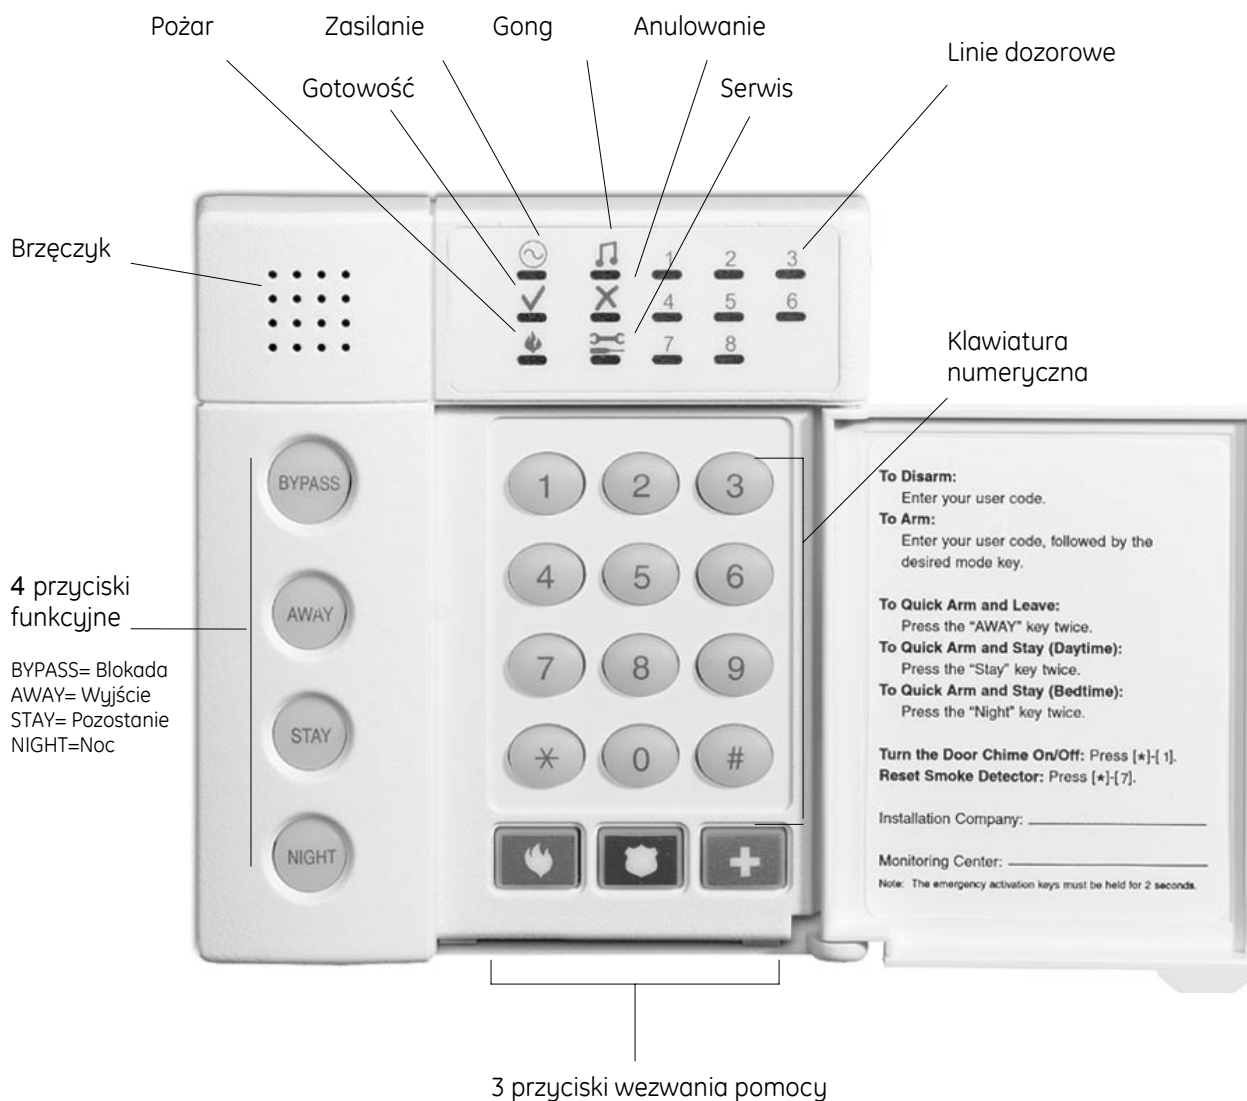 Pożar
Zasilanie
Gong
Anulowanie
Linie dozorowe
Gotowość
Serwis
Brzęczyk
1 2 3
4 5 6
7 8
Klawiatura
numeryczna
4 przyciski
funkcyjne
BYPASS= Blokada
AWAY= Wyjście
STAY= Pozostanie
NIGHT=Noc
BYPASS
AWAY
STAY
NIGHT
1 2 3
4 5 6
7 8 9
* 0 #
To Disarm:
Enter your user code.
To Arm:
Enter your user code, followed by the
desired mode key.
To Quick Arm and Leave:
Press the “AWAY” key twice.
To Quick Arm and Stay (Daytime):
Press the “Stay” key twice.
To Quick Arm and Stay (Bedtime):
Press the “Night” key twice.
Turn the Door Chime On/Off: Press [*]-[ 1].
Reset Smoke Detector: Press [*]-[7].
Installation Company:
Monitoring Center:
Note: The emergency activation keys must be held for 2 seconds.
3 przyciski wezwania pomocy